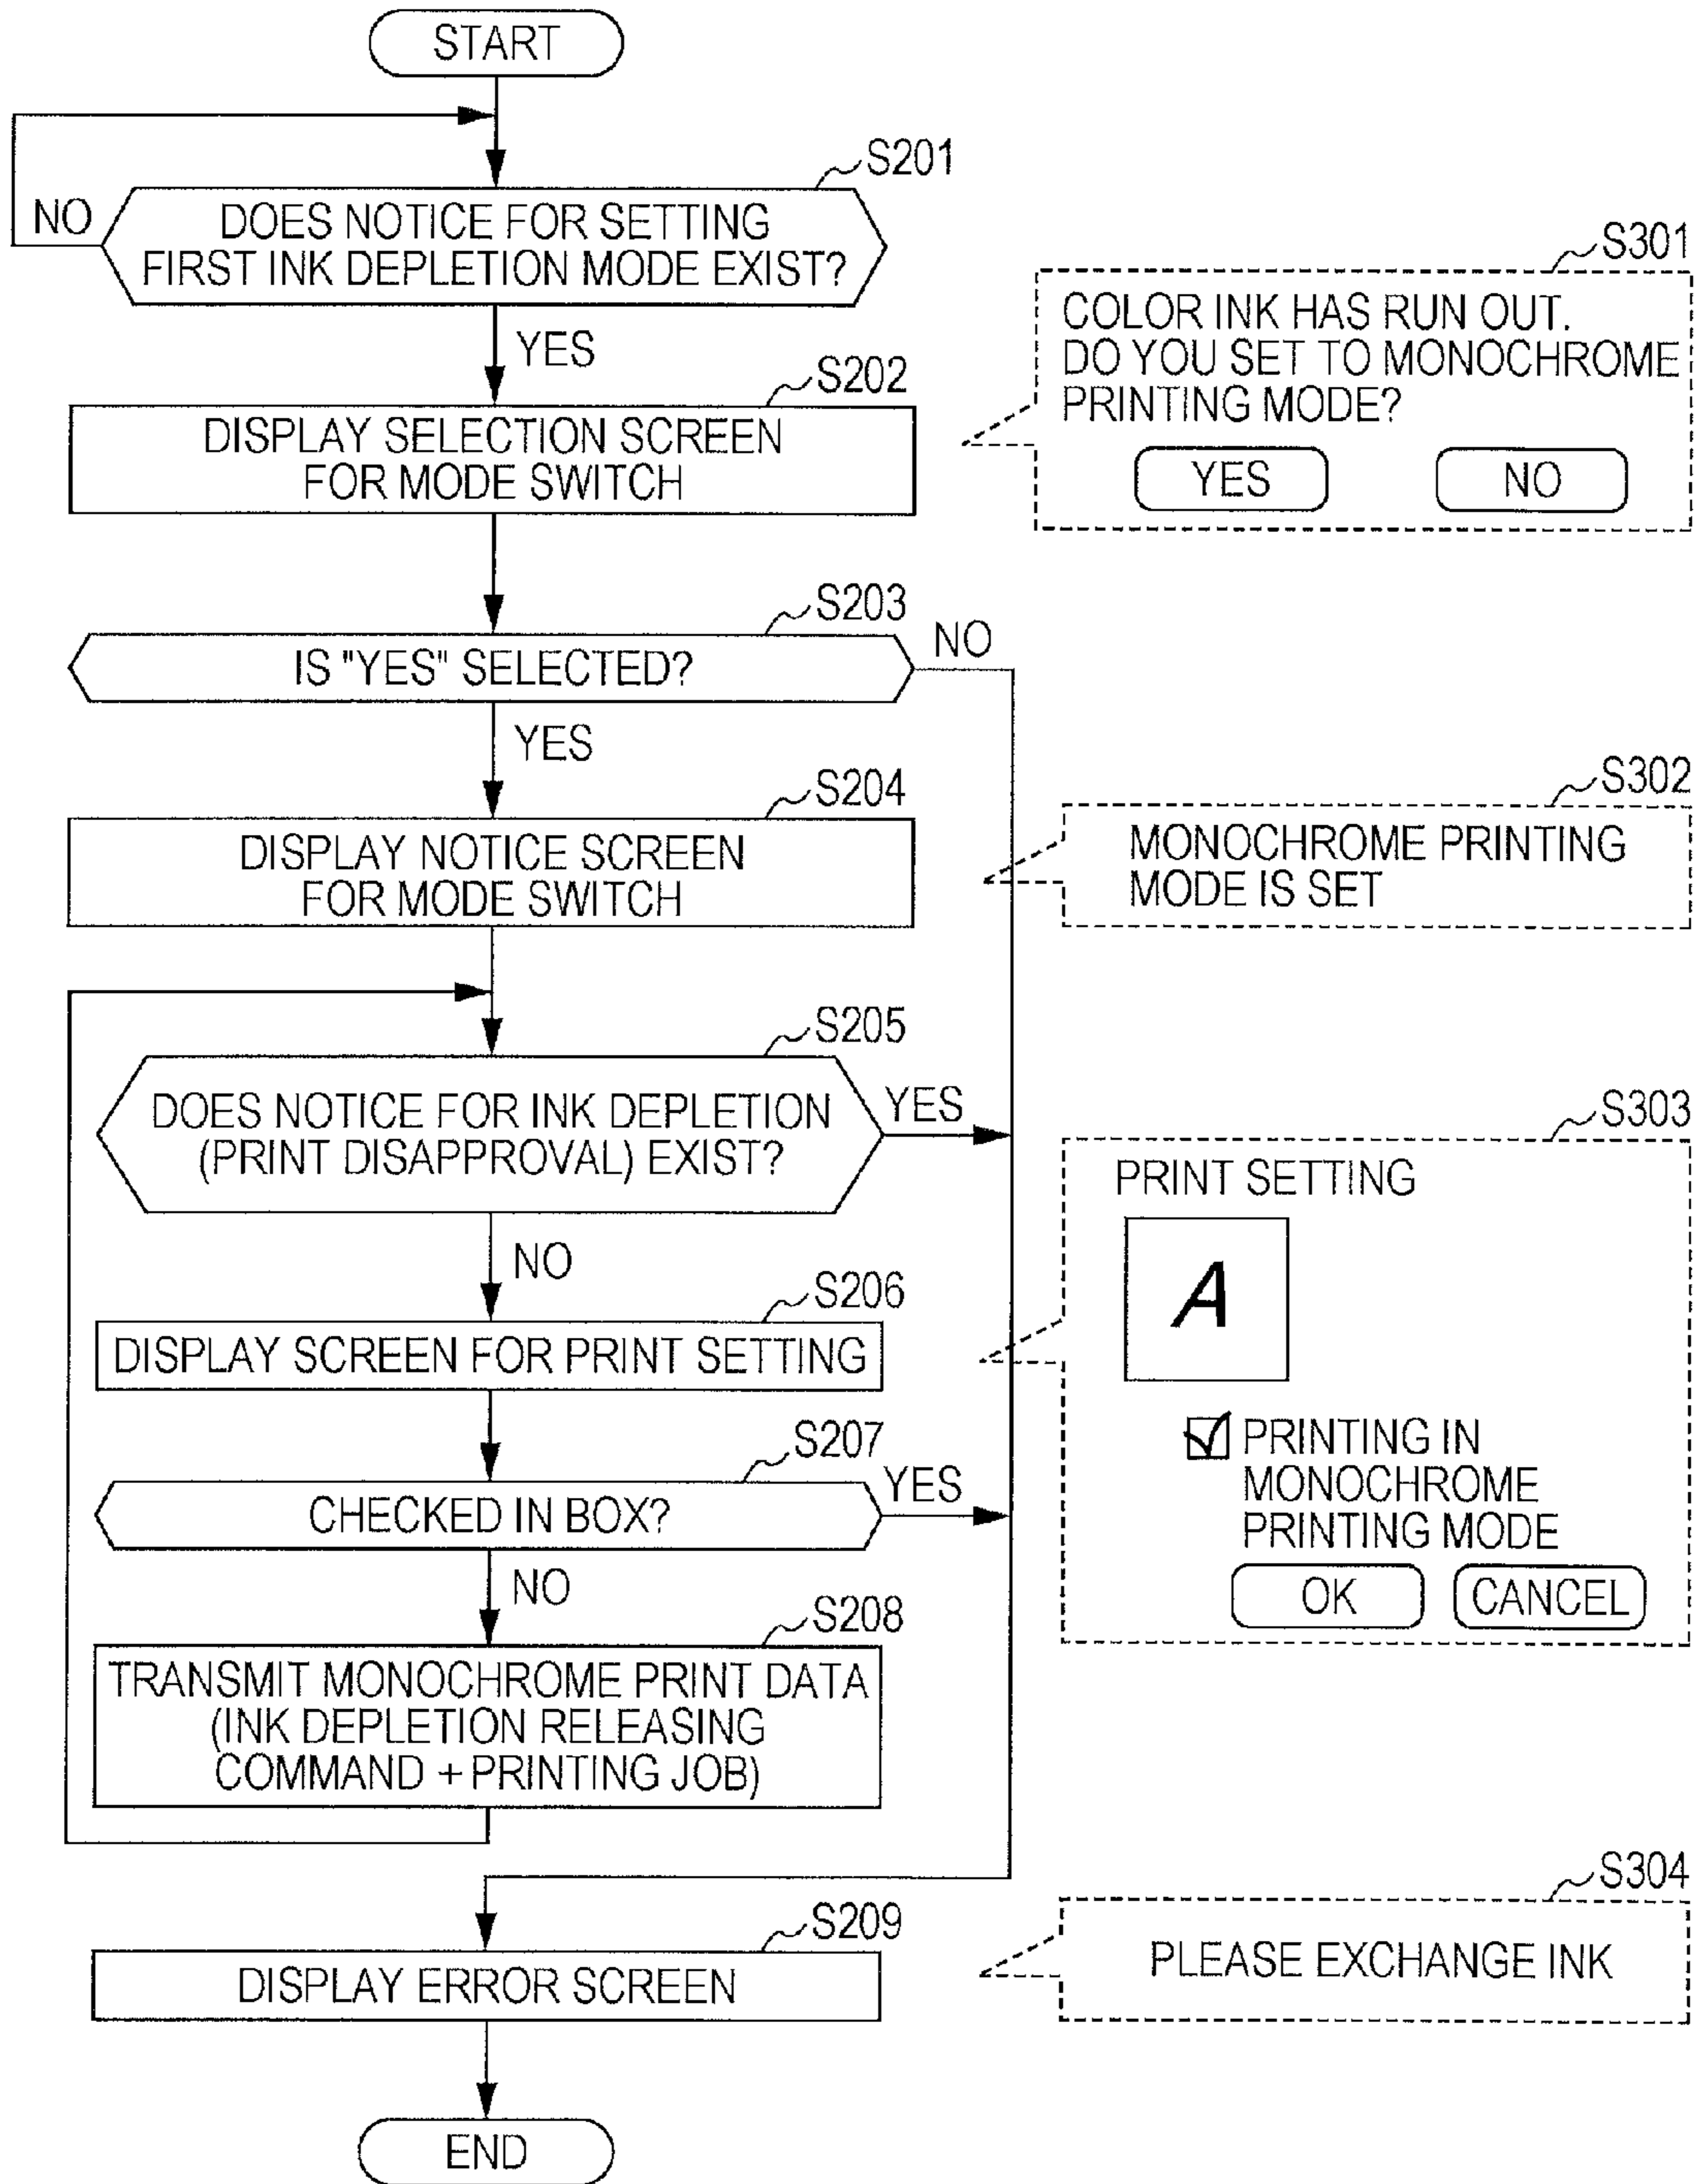 START
S201
NO
DOES NOTICE FOR SETTING
FIRST INK DEPLETION MODE EXIST?
YES
S202
DISPLAY SELECTION SCREEN
FOR MODE SWITCH
S301
COLOR INK HAS RUN OUT.
DO YOU SET TO MONOCHROME
PRINTING MODE?
YES NO
S203
IS "YES" SELECTED?
NO
YES
S204
DISPLAY NOTICE SCREEN
FOR MODE SWITCH
S302
MONOCHROME PRINTING
MODE IS SET
S205
DOES NOTICE FOR INK DEPLETION
(PRINT DISAPPROVAL) EXIST?
YES
NO
S206
DISPLAY SCREEN FOR PRINT SETTING
S303
PRINT SETTING
A
PRINTING IN
MONOCHROME
PRINTING MODE
OK CANCEL
S207
CHECKED IN BOX?
YES
NO
S208
TRANSMIT MONOCHROME PRINT DATA
(INK DEPLETION RELEASING
COMMAND + PRINTING JOB)
S209
DISPLAY ERROR SCREEN
S304
PLEASE EXCHANGE INK
END